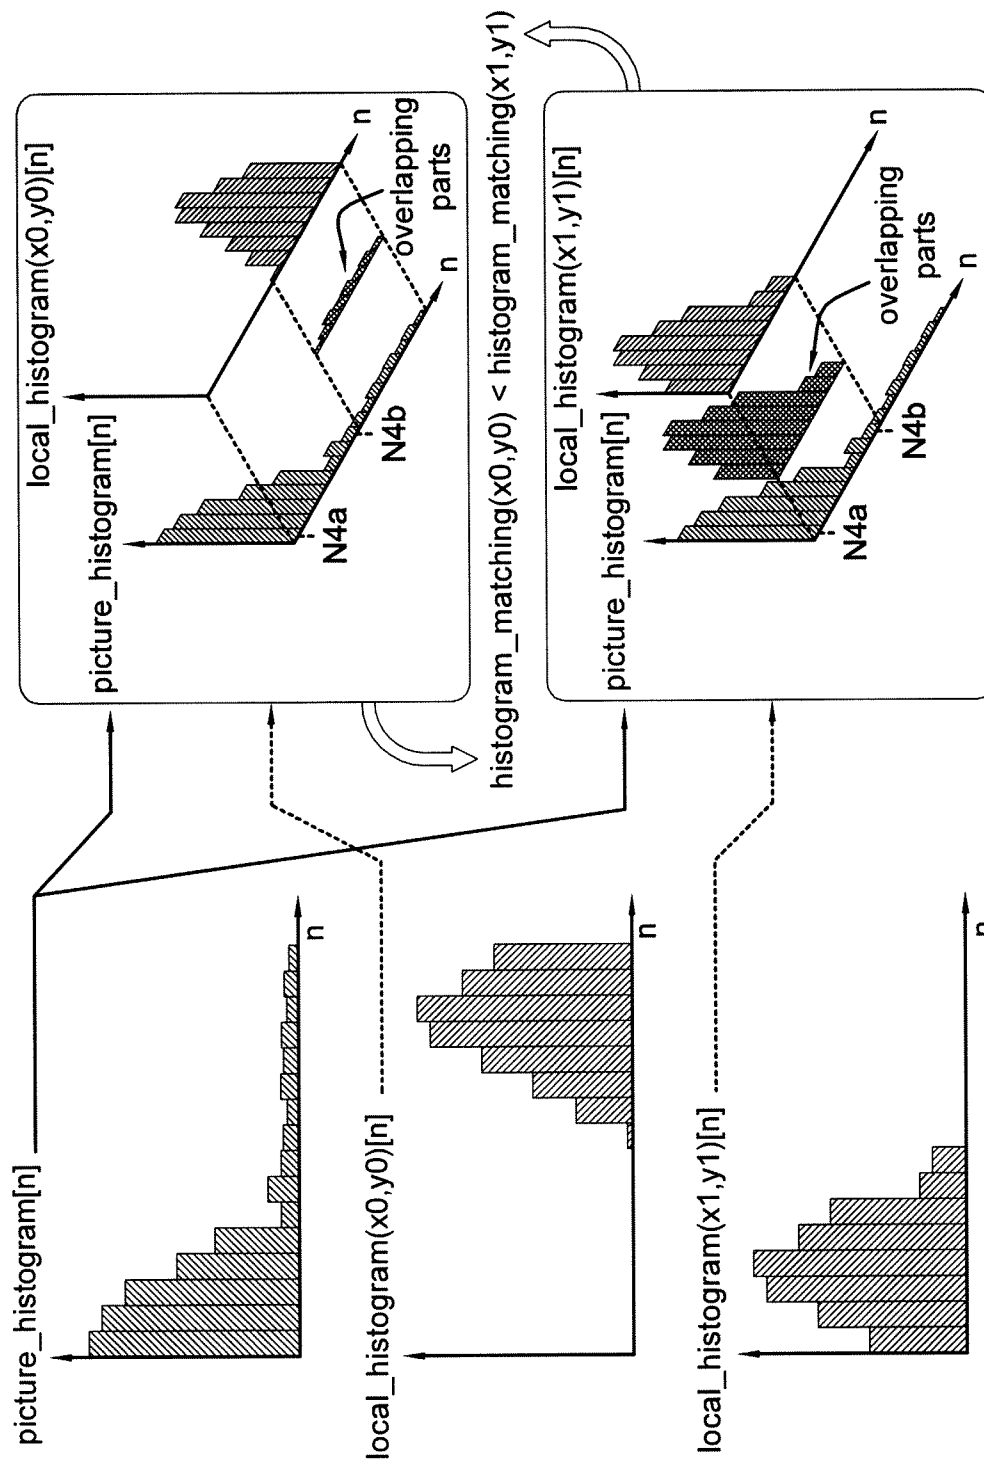 picture_histogram[n]
n
local_histogram(x0,y0)[n]
n
local_histogram(x1,y1)[n]
n
local_histogram(x0,y0)[n]
picture_histogram[n]
n
overlapping
parts
n
N4a
N4b
histogram_matching(x0,y0) < histogram_matching(x1,y1)
local_histogram(x1,y1)[n]
picture_histogram[n]
n
overlapping
parts
n
N4a
N4b